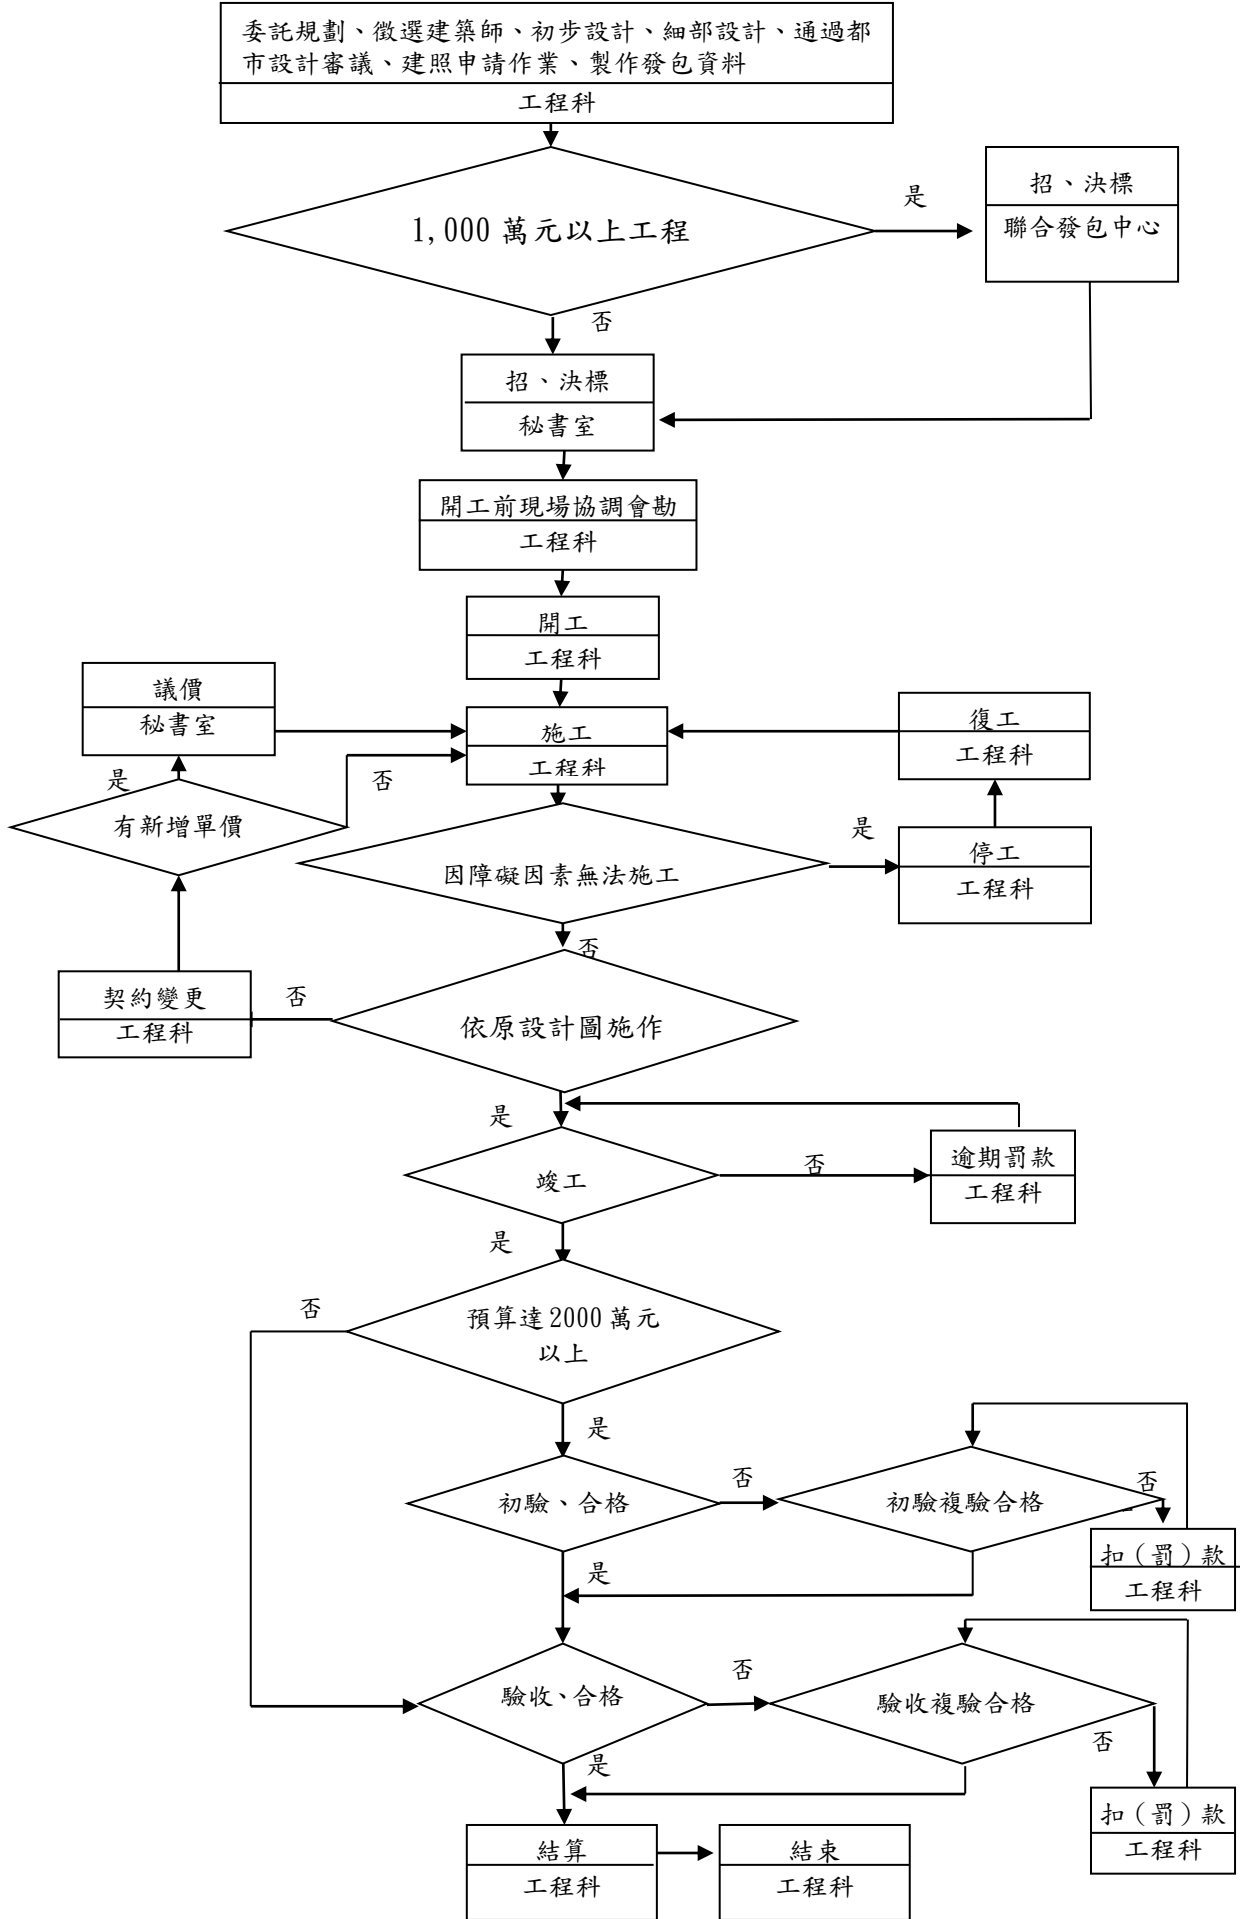 委託規劃、徵選建築師、初步設計、細部設計、通過都
市設計審議、建照申請作業、製作發包資料
工程科
1,000 萬元以上工程
是
招、決標
聯合發包中心
否
招、決標
秘書室
開工前現場協調會勘
工程科
開工
工程科
議價
秘書室
施工
工程科
復工
工程科
是
否
有新增單價
因障礙因素無法施工
是
停工
工程科
否
契約變更
工程科
否
依原設計圖施作
是
竣工
否
逾期罰款
工程科
是
否
預算達 2000 萬元
以上
是
初驗、合格
否
初驗複驗合格
否
扣（罰）款
工程科
是
驗收、合格
否
驗收複驗合格
否
扣（罰）款
工程科
是
結算
工程科
結束
工程科